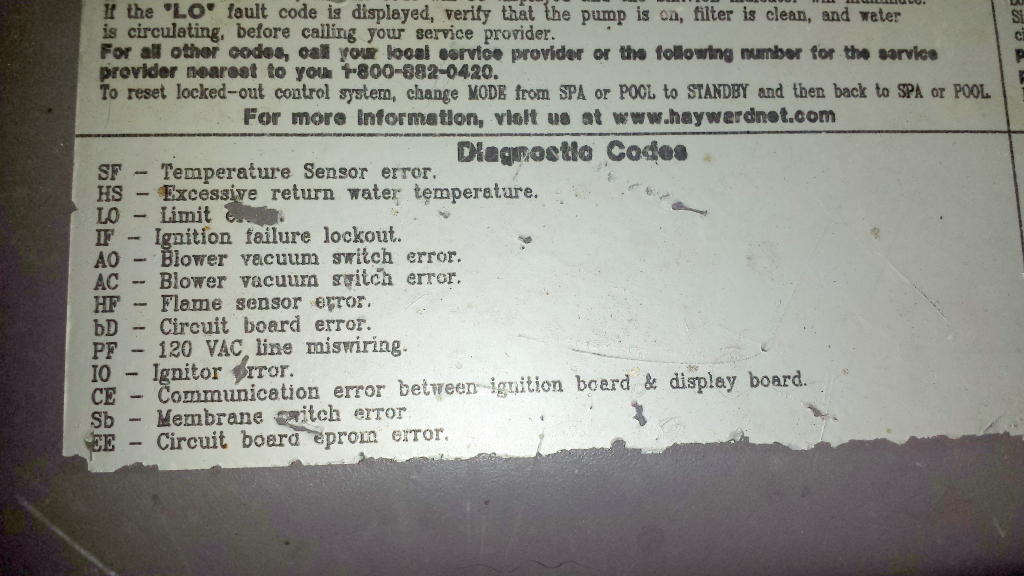 If the "LO" fault code is displayed, verify that the pump is on, filter is clean, and water
is circulating, before calling your service provider.
For all other codes, call your local service provider or the following number for the service
provider nearest to you: 1-800-882-0420.
To reset locked-out control system, change MODE from SPA or POOL to STANDBY and then back to SPA or POOL
For more information, visit us at www.haywardnet.com
Diagnostic Codes
SF - Temperature Sensor error.
HS - Excessive return water temperature.
LO - Limit
IF - Ignition failure lockout.
AO - Blower vacuum switch error.
AC - Blower vacuum switch error.
HF - Flame sensor error.
bD - Circuit board error.
PF - 120 VAC line miswiring.
IO - Ignitor error.
CE - Communication error between ignition board & display board.
Sb - Membrane switch error
EE - Circuit board eprom error.